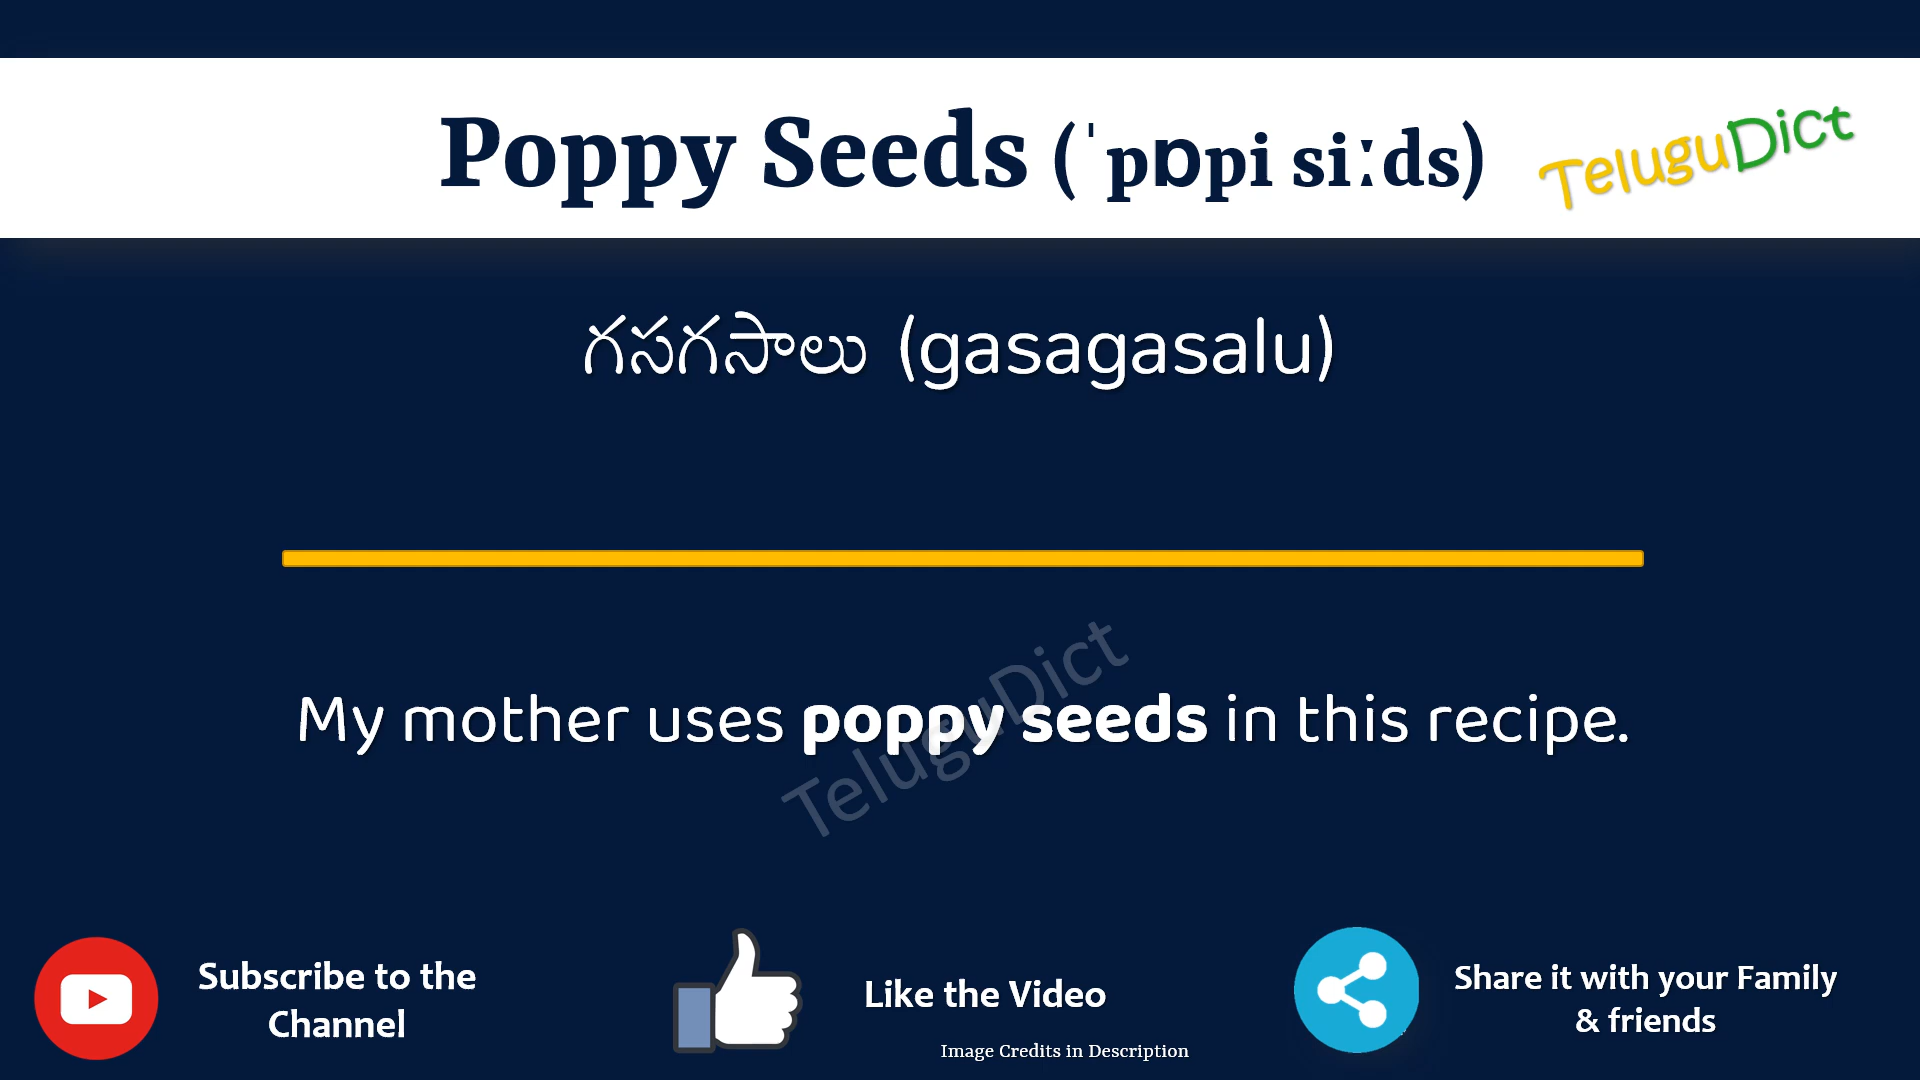 Poppy Seeds (ˈpɒpi siːds)
TeluguDict
గసగసాలు (gasagasalu)
My mother uses poppy seeds in this recipe.
TeluguDict
Subscribe to the
Channel
Like the Video
Share it with your Family
& friends
Image Credits in Description